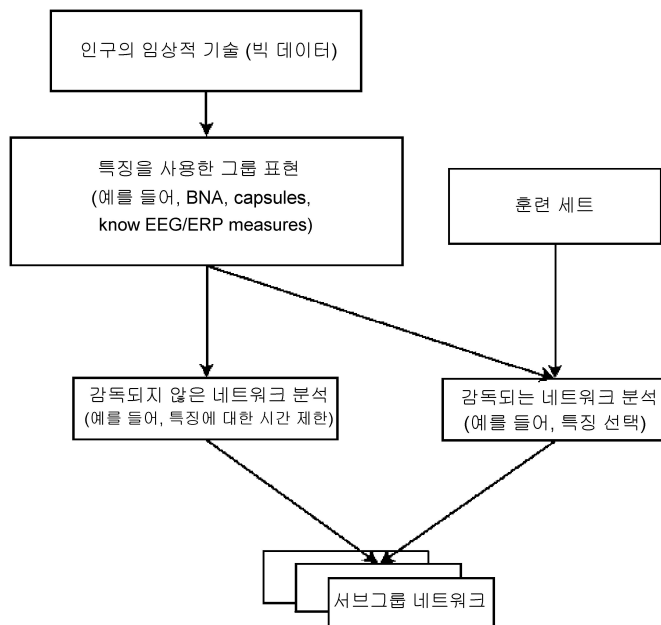 인구의 임상적 기술 (빅 데이터)
특징을 사용한 그룹 표현
(예를 들어, BNA, capsules,
know EEG/ERP measures)
훈련 세트
감독되지 않은 네트워크 분석
(예를 들어, 특징에 대한 시간 제한)
감독되는 네트워크 분석
(예를 들어, 특징 선택)
서브그룹 네트워크